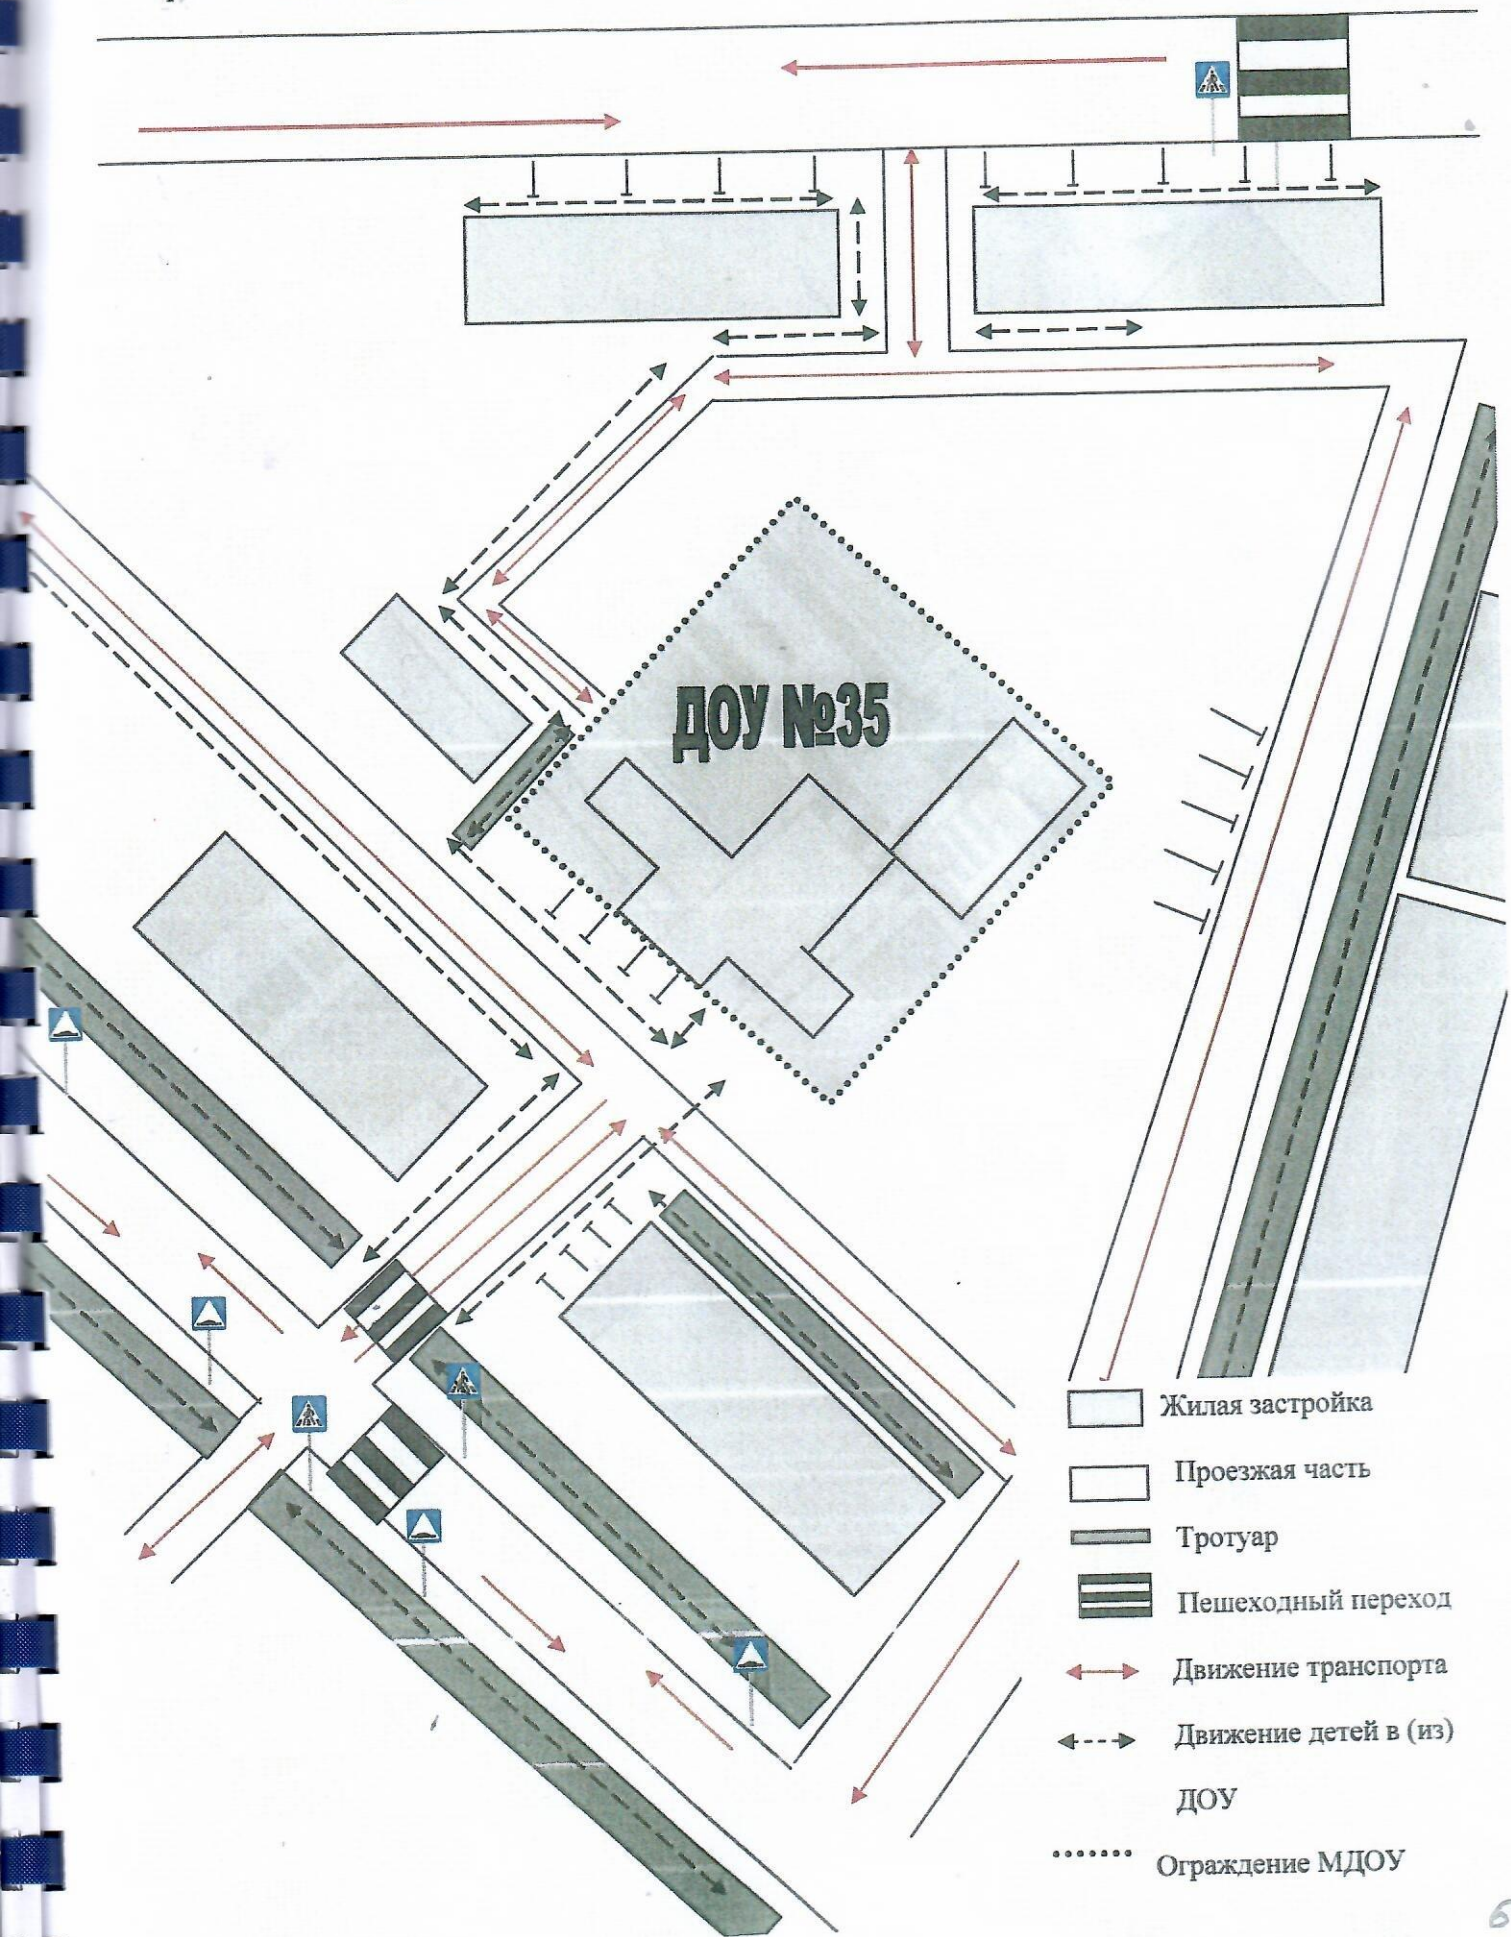 ДОУ №35
Жилая застройка
Проезжая часть
Тротуар
Пешеходный переход
Движение транспорта
Движение детей в (из)
ДОУ
Ограждение МДОУ